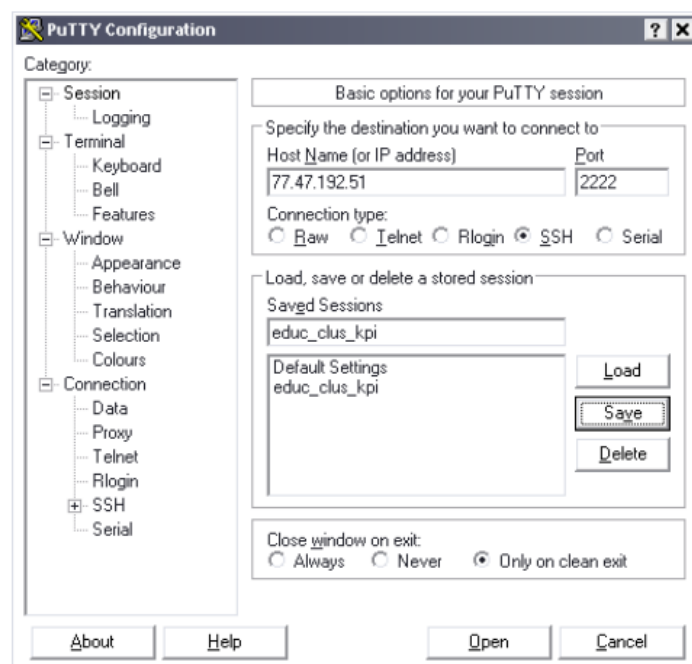 PuTTY Configuration
Category:
Session
Logging
Terminal
Keyboard
Bell
Features
Window
Appearance
Behaviour
Translation
Selection
Colours
Connection
Data
Proxy
Telnet
Rlogin
SSH
Serial
Basic options for your PuTTY session
Specify the destination you want to connect to
Host Name (or IP address) Port
77.47.192.51 2222
Connection type:
Raw Telnet Rlogin SSH Serial
Load, save or delete a stored session
Saved Sessions
educ_clus_kpi
Default Settings
educ_clus_kpi
Load
Save
Delete
Close window on exit:
Always Never Only on clean exit
About Help Open Cancel